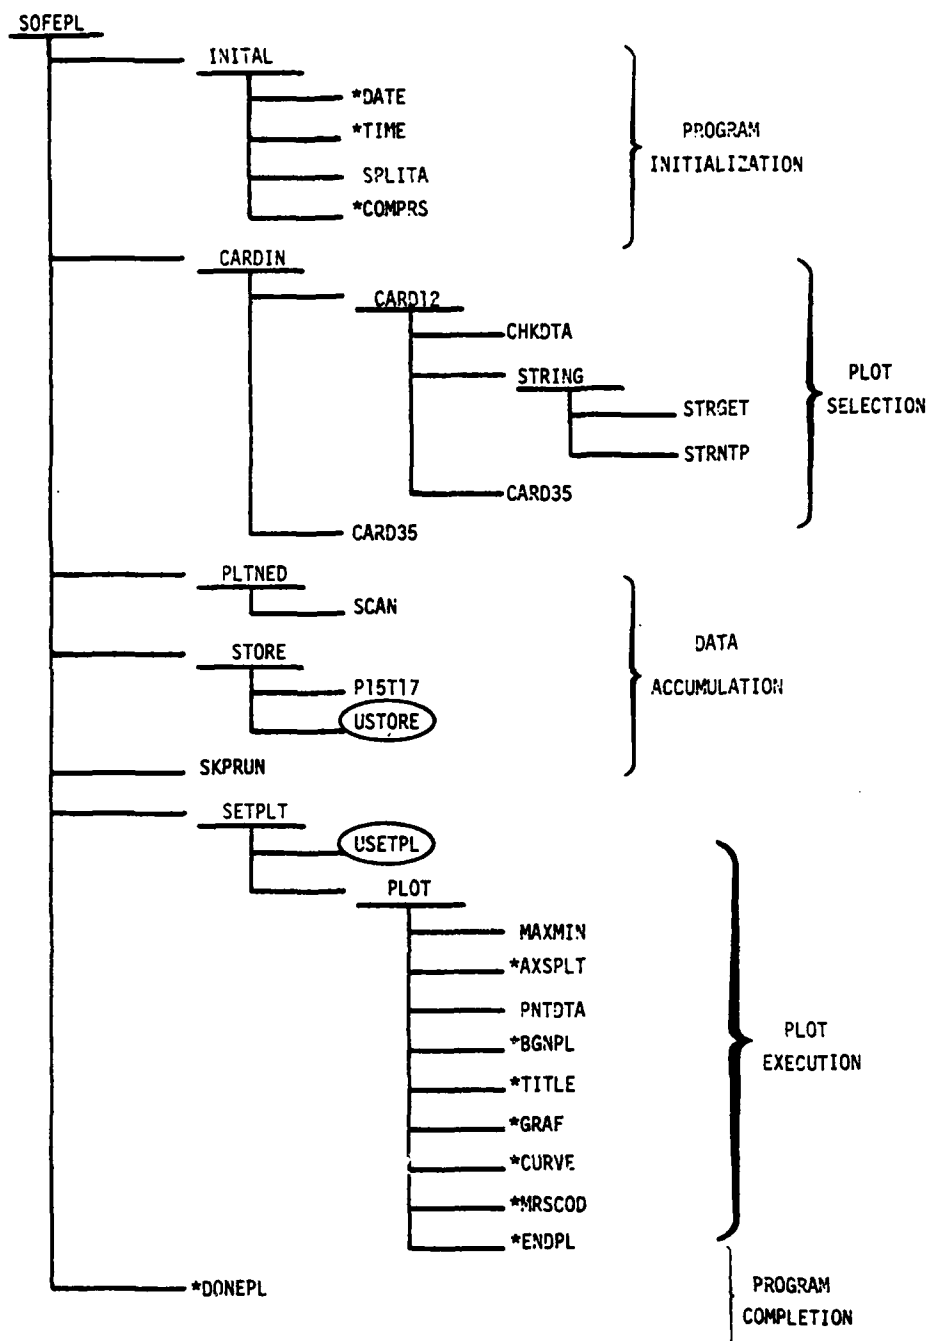 SOFEPL
INITAL
*DATE
*TIME
SPLITA
*COMPRS
PROGRAM
INITIALIZATION
CARDIN
CARD12
CHKDTA
STRING
STRGET
STRNTP
CARD35
CARD35
PLOT
SELECTION
PLTNED
SCAN
STORE
P15T17
USTORE
SKPRUN
DATA
ACCUMULATION
SETPLT
USETPL
PLOT
MAXMIN
*AXSPLT
PNTDTA
*BGNPL
*TITLE
*GRAF
*CURVE
*MRSCOD
*ENDPL
PLOT
EXECUTION
*DONEPL
PROGRAM
COMPLETION